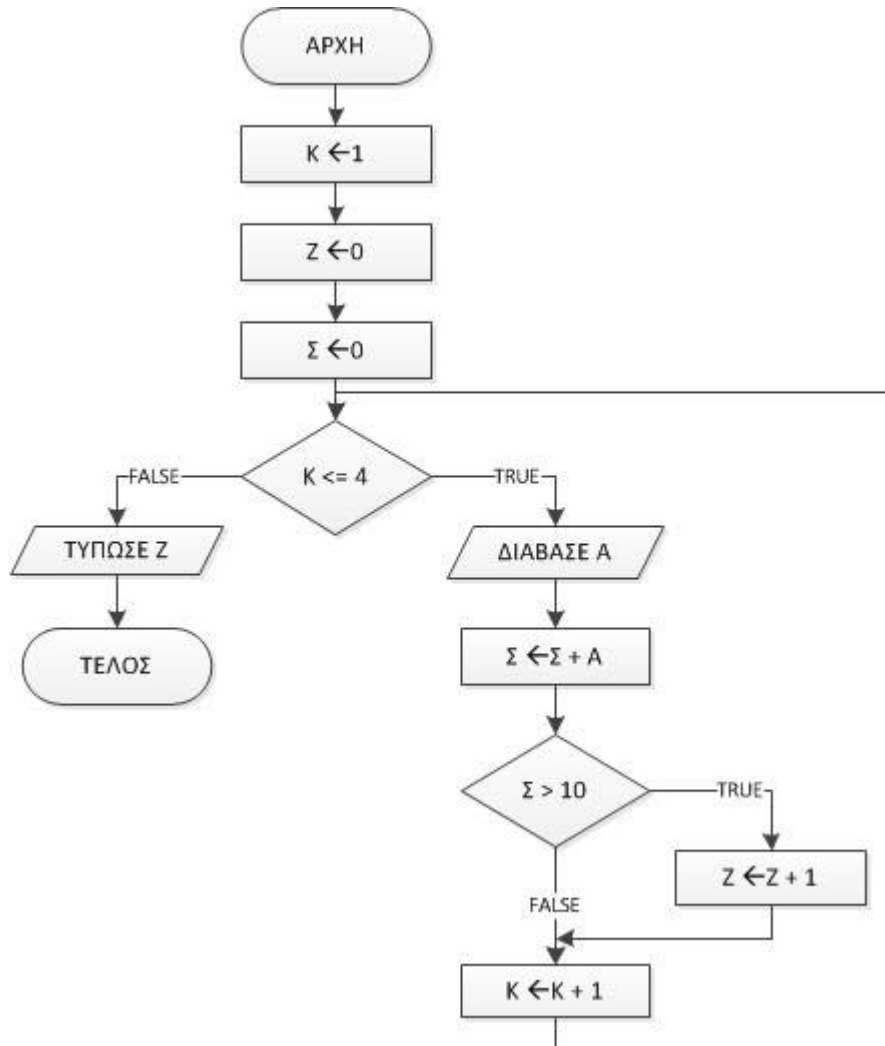 ΑΡΧΗ
Κ ←1
Ζ ←0
Σ ←0
Κ <= 4
FALSE
TRUE
ΤΥΠΩΣΕ Ζ
ΔΙΑΒΑΣΕ Α
ΤΕΛΟΣ
Σ ←Σ + Α
Σ > 10
TRUE
Ζ ←Ζ + 1
FALSE
Κ ←Κ + 1